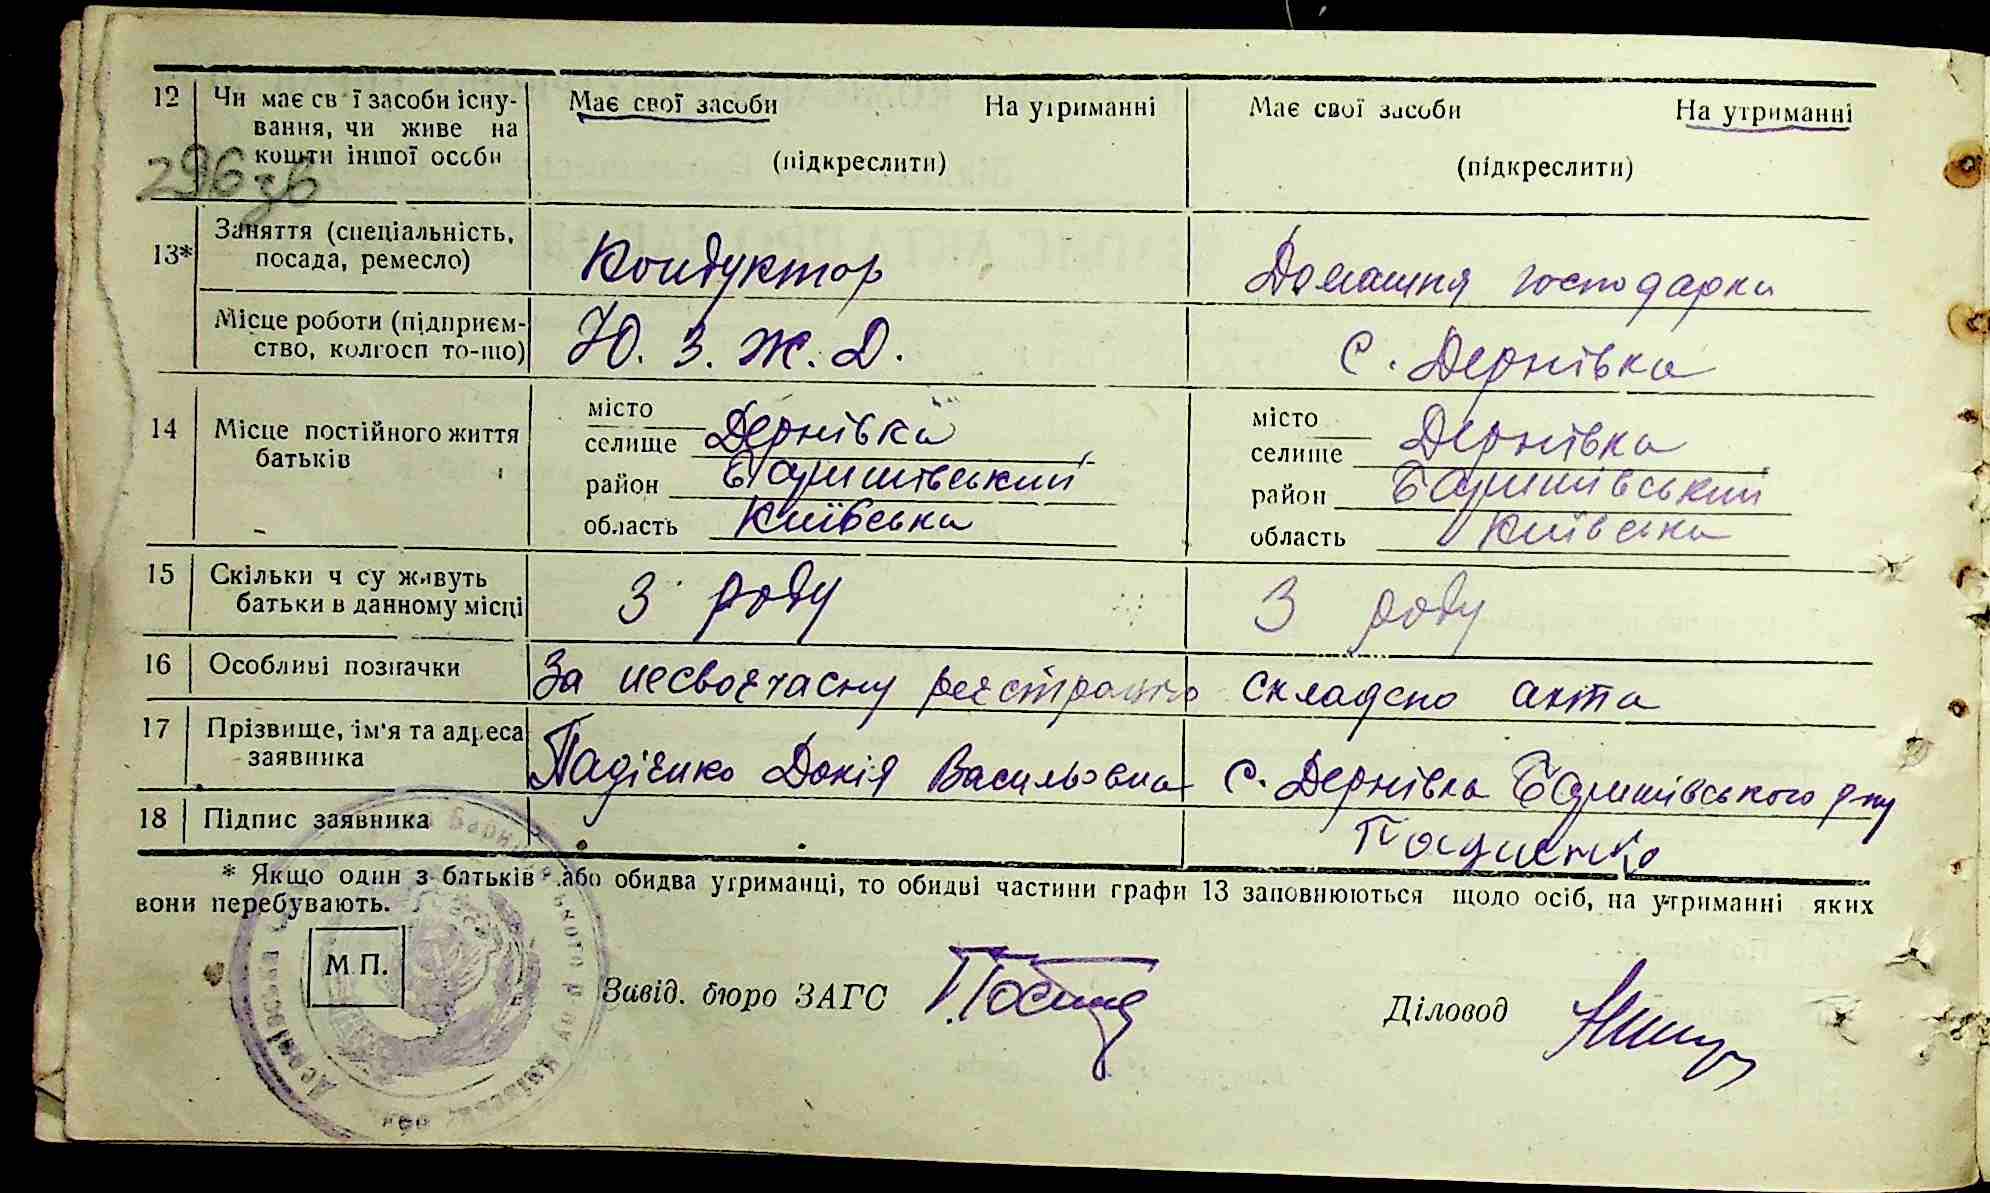 12 Чи має св ї засоби існу- Має свої засоби На утриманні Має свої засоби На утриманні
вання, чи живе на
кошти іншої особи (підкреслити) (підкреслити)
296 зв
Заняття (спеціальність,
13* посада, ремесло) Кондуктор Домашня господарка
Місце роботи (підприєм-
ство, колгосп то-що) Ю. З. Ж. Д. С. Дернівка
14 Місце постійного життя
батьків
місто місто
селище Дернівка селище Дернівка
район Баришівський район Баришівський
область Київська область Київська
15 Скільки ч су живуть
батьки в данному місці З роду З роду
16 Особливі позначки За несвоєчасну реєстрацію складено акта
17 Прізвище, ім'я та адреса
заявника Падієнко Докія Васильовна С. Дернівка Баришівського р-ну
18 Підпис заявника Падиенко
* Якщо один з батьків або обидва утриманці, то обидві частини графи 13 заповнюються щодо осіб, на утриманні яких
вони перебувають.
М.П.
Завід. бюро ЗАГС Діловод